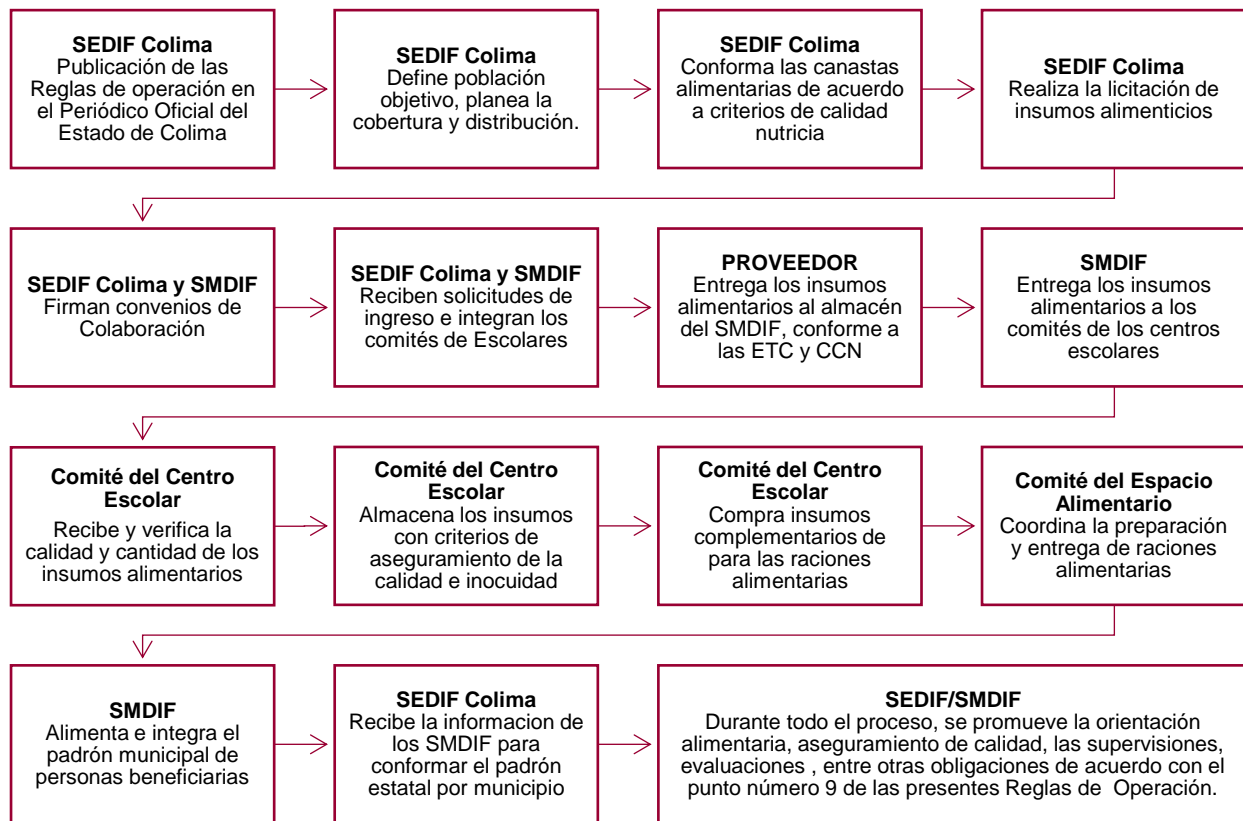 SEDIF Colima
Publicación de las
Reglas de operación en
el Periódico Oficial del
Estado de Colima
SEDIF Colima
Define población
objetivo, planea la
cobertura y distribución.
SEDIF Colima
Conforma las canastas
alimentarias de acuerdo
a criterios de calidad
nutricia
SEDIF Colima
Realiza la licitación de
insumos alimenticios
SEDIF Colima y SMDIF
Firman convenios de
Colaboración
SEDIF Colima y SMDIF
Reciben solicitudes de
ingreso e integran los
comités de Escolares
PROVEEDOR
Entrega los insumos
alimentarios al almacén
del SMDIF, conforme a
las ETC y CCN
SMDIF
Entrega los insumos
alimentarios a los
comités de los centros
escolares
Comité del Centro
Escolar
Recibe y verifica la
calidad y cantidad de los
insumos alimentarios
Comité del Centro
Escolar
Almacena los insumos
con criterios de
aseguramiento de la
calidad e inocuidad
Comité del Centro
Escolar
Compra insumos
complementarios de
para las raciones
alimentarias
Comité del Espacio
Alimentario
Coordina la preparación
y entrega de raciones
alimentarias
SMDIF
Alimenta e integra el
padrón municipal de
personas beneficiarias
SEDIF Colima
Recibe la informacion de
los SMDIF para
conformar el padrón
estatal por municipio
SEDIF/SMDIF
Durante todo el proceso, se promueve la orientación
alimentaria, aseguramiento de calidad, las supervisiones,
evaluaciones , entre otras obligaciones de acuerdo con el
punto número 9 de las presentes Reglas de Operación.